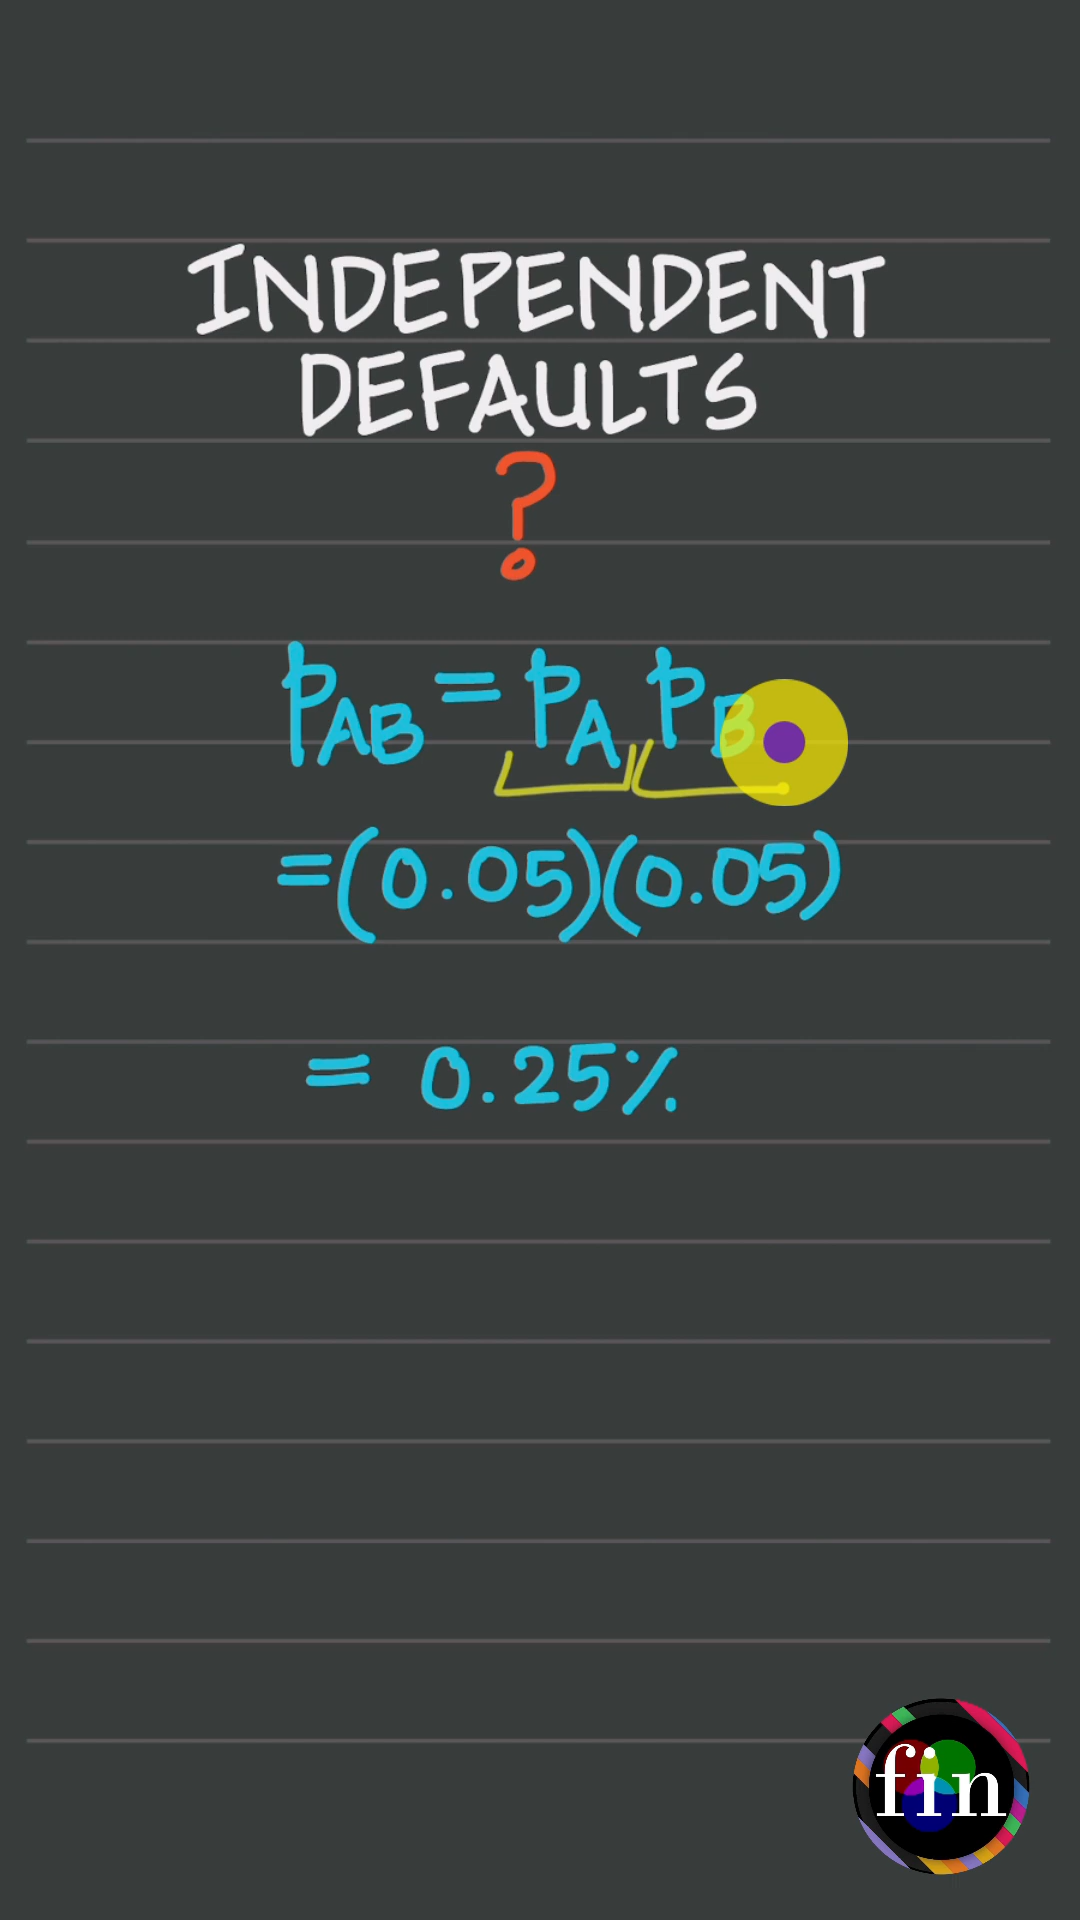 INDEPENDENT
DEFAULTS
?
pAB = pA pB
= (0.05)(0.05)
= 0.25%
fin